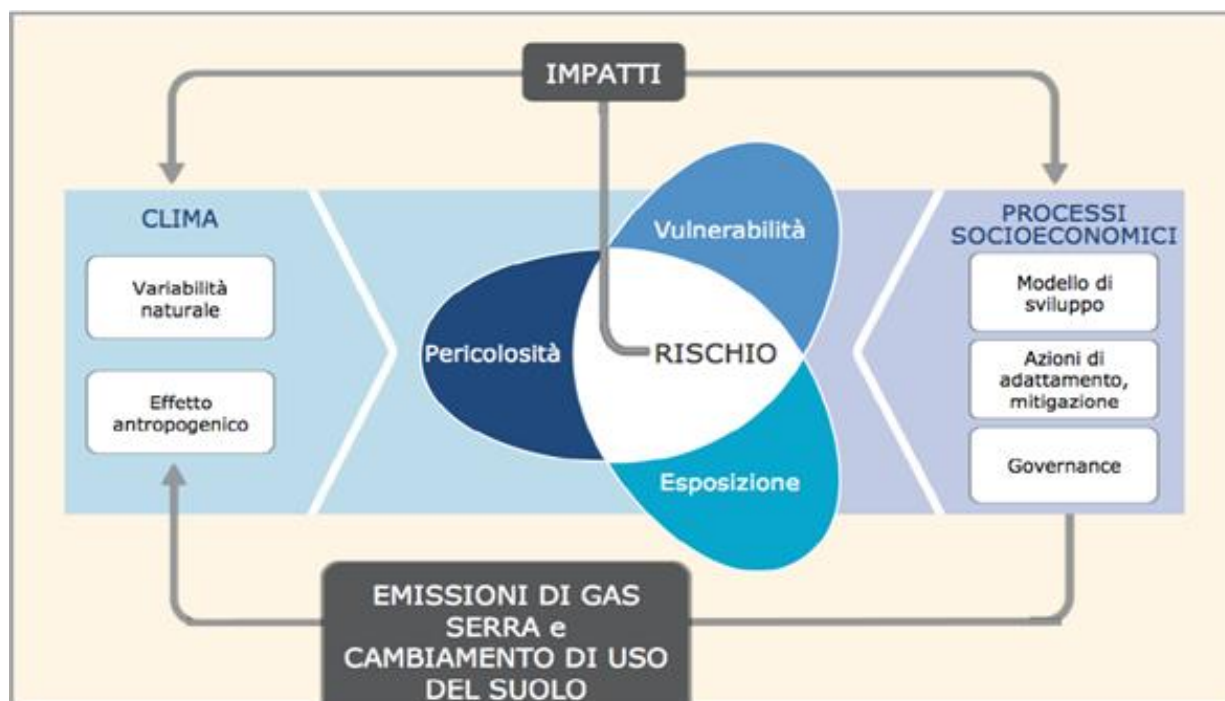 IMPATTI
CLIMA
Variabilità
naturale
Effetto
antropogenico
Vulnerabilità
Pericolosità
RISCHIO
Esposizione
PROCESSI
SOCIOECONOMICI
Modello di
sviluppo
Azioni di
adattamento,
mitigazione
Governance
EMISSIONI DI GAS
SERRA e
CAMBIAMENTO DI USO
DEL SUOLO